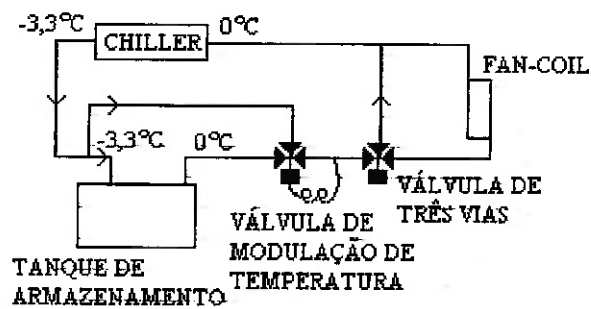 -3,3°C
CHILLER
0°C
FAN-COIL
-3,3°C
0°C
VÁLVULA DE
TRÊS VIAS
VÁLVULA DE
MODULAÇÃO DE
TEMPERATURA
TANQUE DE
ARMAZENAMENTO